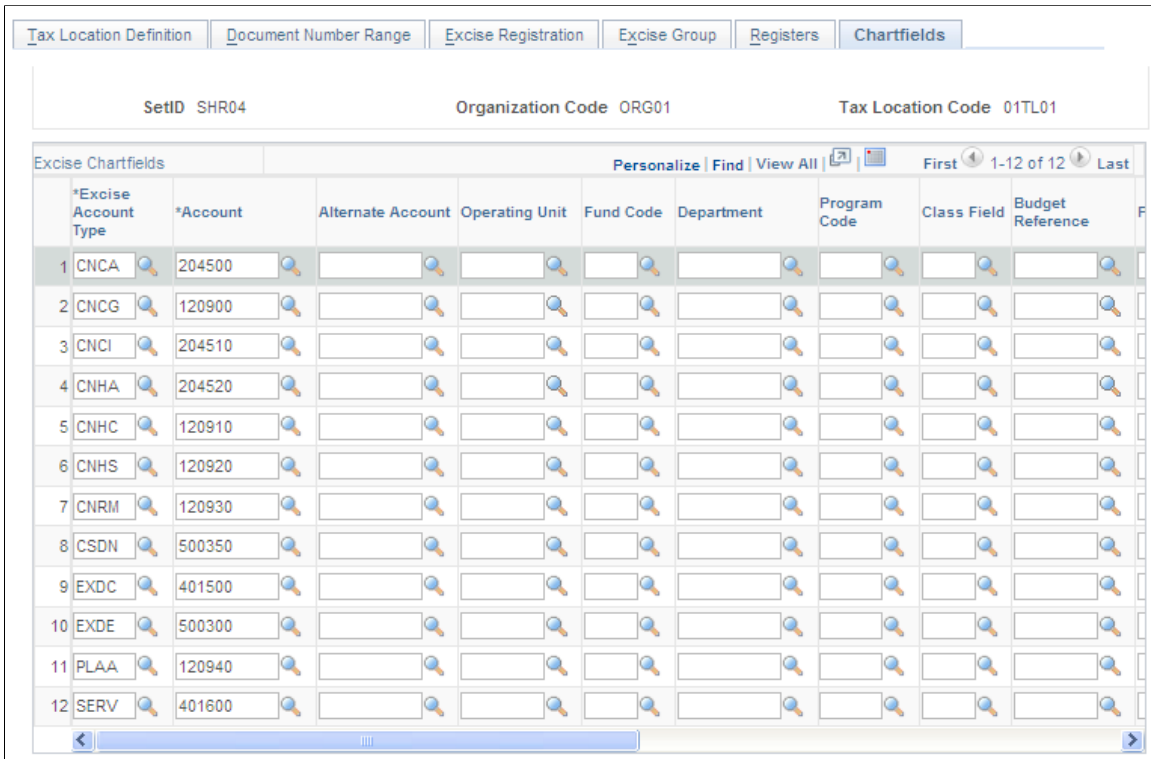 Tax Location Definition Document Number Range Excise Registration Excise Group Registers Chartfields
SetID SHR04 Organization Code ORG01 Tax Location Code 01TL01
Excise Chartfields Personalize | Find | View All | | First 1-12 of 12 Last
*Excise Account Type *Account Alternate Account Operating Unit Fund Code Department Program Code Class Field Budget Reference
1 CNCA 204500
2 CNCG 120900
3 CNCI 204510
4 CNHA 204520
5 CNHC 120910
6 CNHS 120920
7 CNRM 120930
8 CSDN 500350
9 EXDC 401500
10 EXDE 500300
11 PLAA 120940
12 SERV 401600